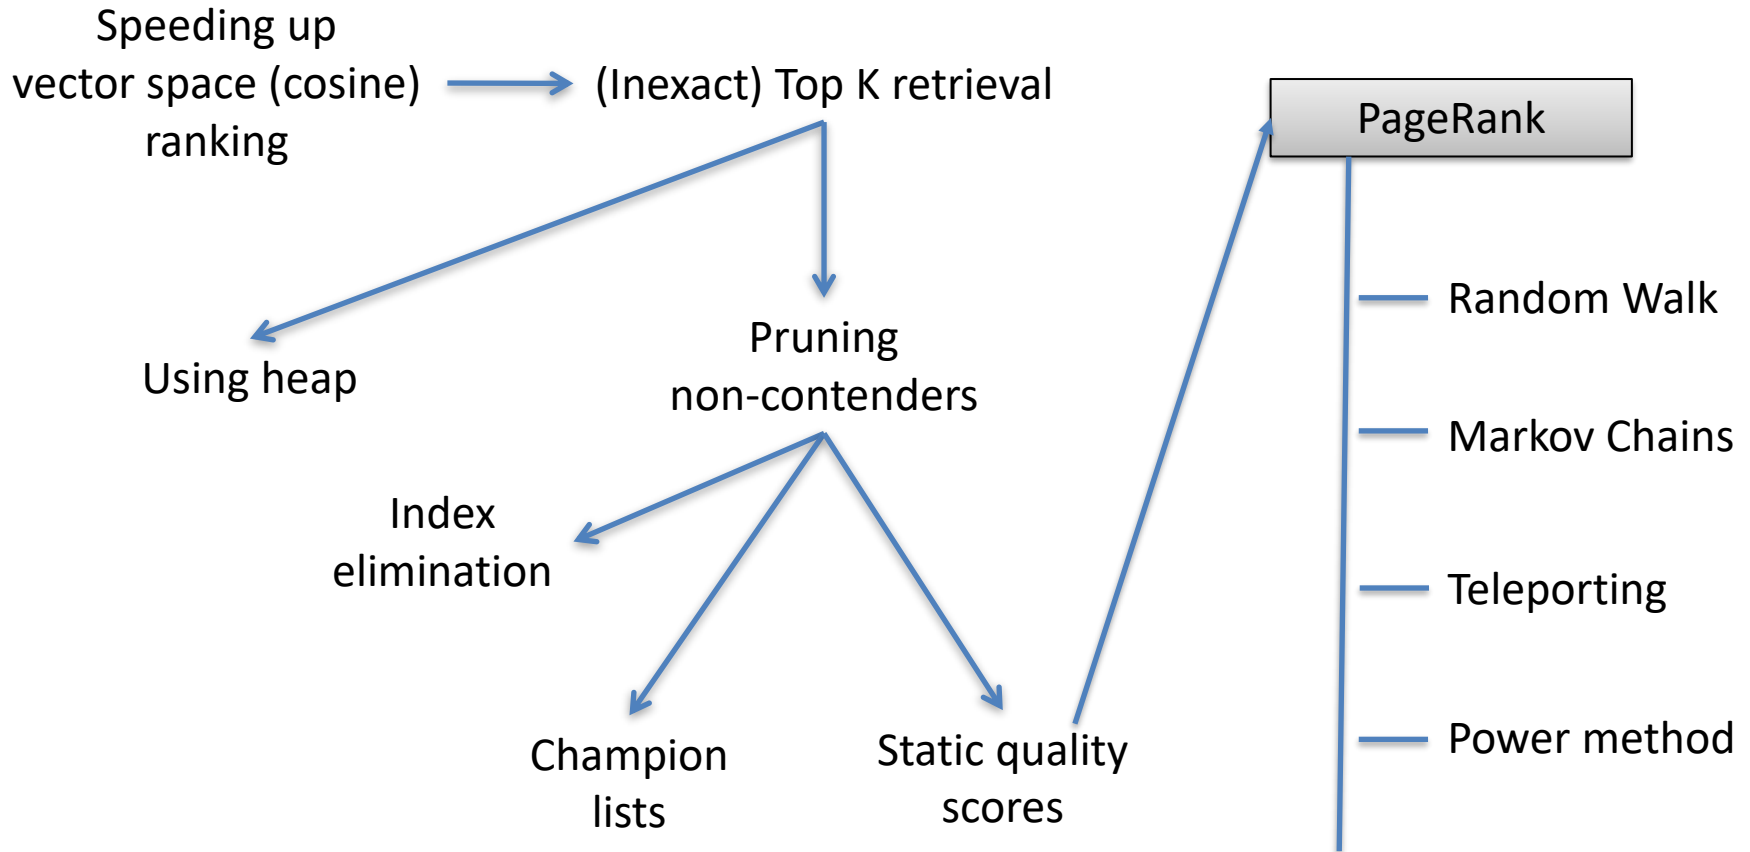 Speeding up
vector space (cosine)
ranking
(Inexact) Top K retrieval
PageRank
Using heap
Pruning
non-contenders
Index
elimination
Champion
lists
Static quality
scores
Random Walk
Markov Chains
Teleporting
Power method